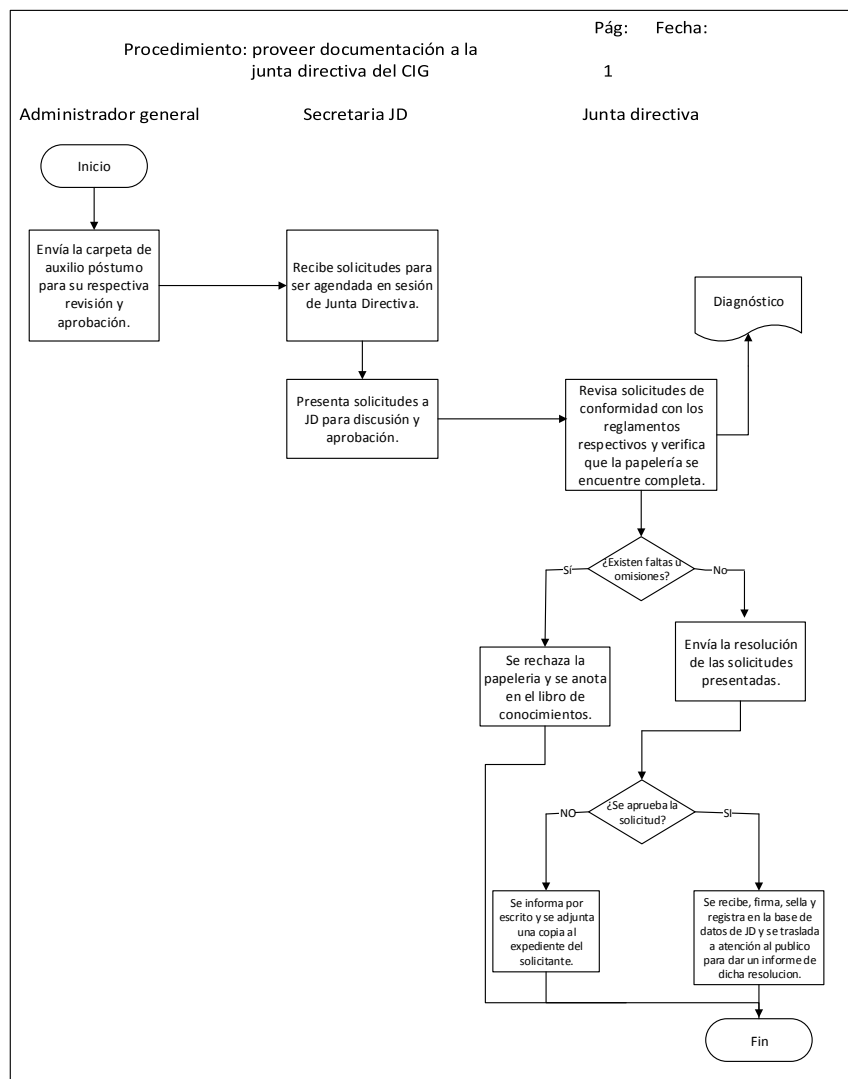 Pág: Fecha:
Procedimiento: proveer documentación a la
junta directiva del CIG
1
Administrador general
Secretaria JD
Junta directiva
Inicio
Envía la carpeta de
auxilio póstumo
para su respectiva
revisión y
aprobación.
Recibe solicitudes para
ser agendada en sesión
de Junta Directiva.
Diagnóstico
Presenta solicitudes a
JD para discusión y
aprobación.
Revisa solicitudes de
conformidad con los
reglamentos
respectivos y verifica
que la papelería se
encuentre completa.
¿Existen faltas u
omisiones?
Sí
No
Se rechaza la
papeleria y se anota
en el libro de
conocimientos.
Envía la resolución
de las solicitudes
presentadas.
¿Se aprueba la
solicitud?
NO
SI
Se informa por
escrito y se adjunta
una copia al
expediente del
solicitante.
Se recibe, firma, sella y
registra en la base de
datos de JD y se traslada
a atención al publico
para dar un informe de
dicha resolucion.
Fin